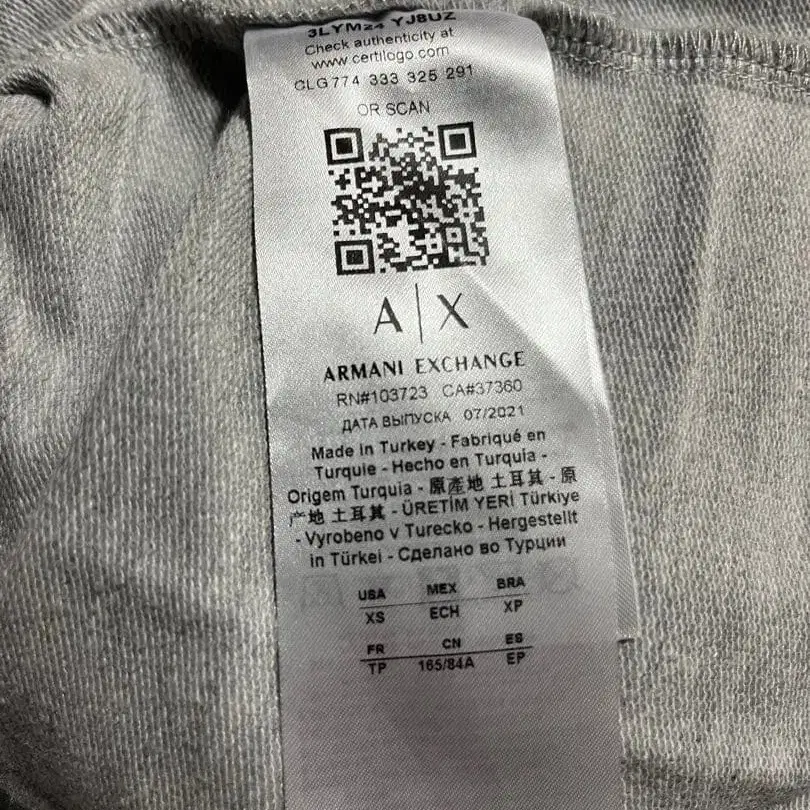 3LYM24 YJ8UZ
Check authenticity at
www.certilogo.com
CLG774 333 325 291
OR SCAN
A|X
ARMANI EXCHANGE
RN#103723 CA#37360
ДАТА ВЫПУСКА 07/2021
Made in Turkey - Fabriqué en
Turquie - Hecho en Turquia -
Origem Turquia - 原產地 土耳其 - 原
产地 土耳其 - ÜRETİM YERİ Türkiye
- Vyrobeno v Turecko - Hergestellt
in Türkei - Сделано во Турции
USA MEX BRA
XS ECH XP
FR CN ES
TP 165/84A EP